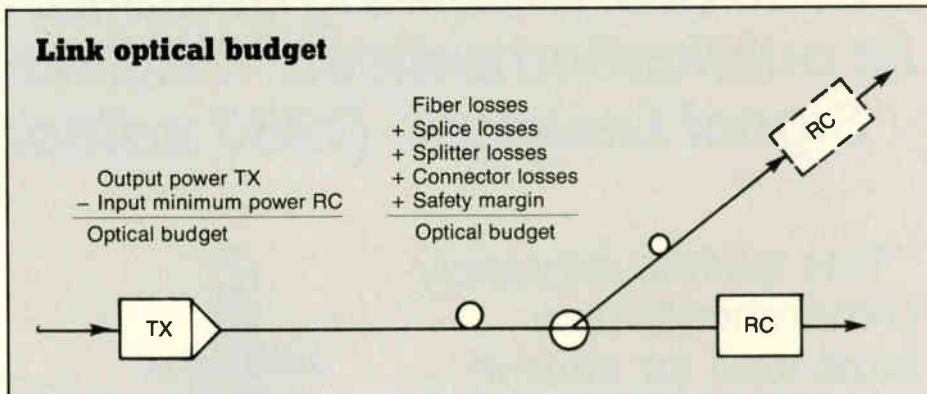 Link optical budget
Output power TX
– Input minimum power RC
Optical budget
Fiber losses
+ Splice losses
+ Splitter losses
+ Connector losses
+ Safety margin
Optical budget
RC
TX
RC